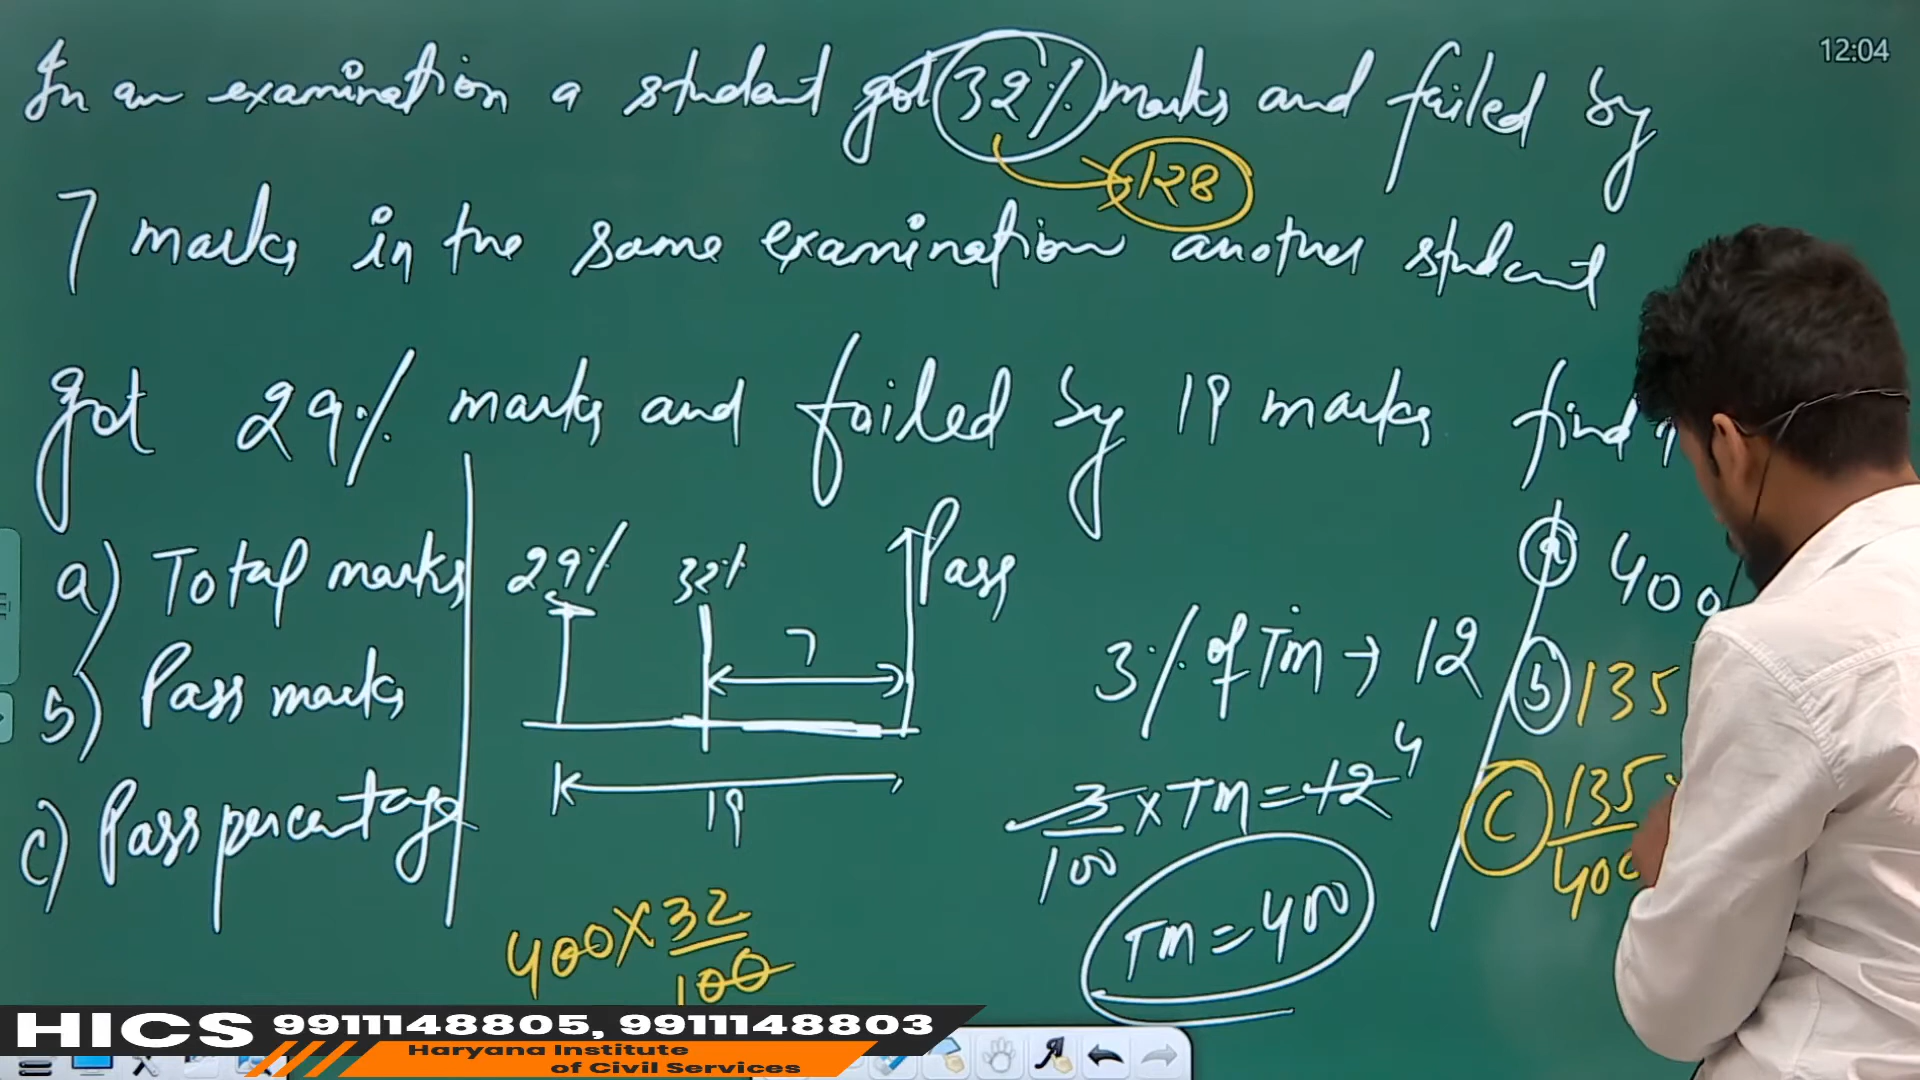 12:04
In an examination a student got 32% marks and failed by
128
7 marks in the same examination another student
got 29% marks and failed by 19 marks find
a) Total marks
b) Pass marks
c) Pass percentage
29% 32% Pass
7
19
3% of Tm → 12
3/100 × Tm = 12 4
Tm = 400
400 × 32/100
a 400
b 135
c 135/400
HICS 9911148805, 9911148803
Haryana Institute
of Civil Services